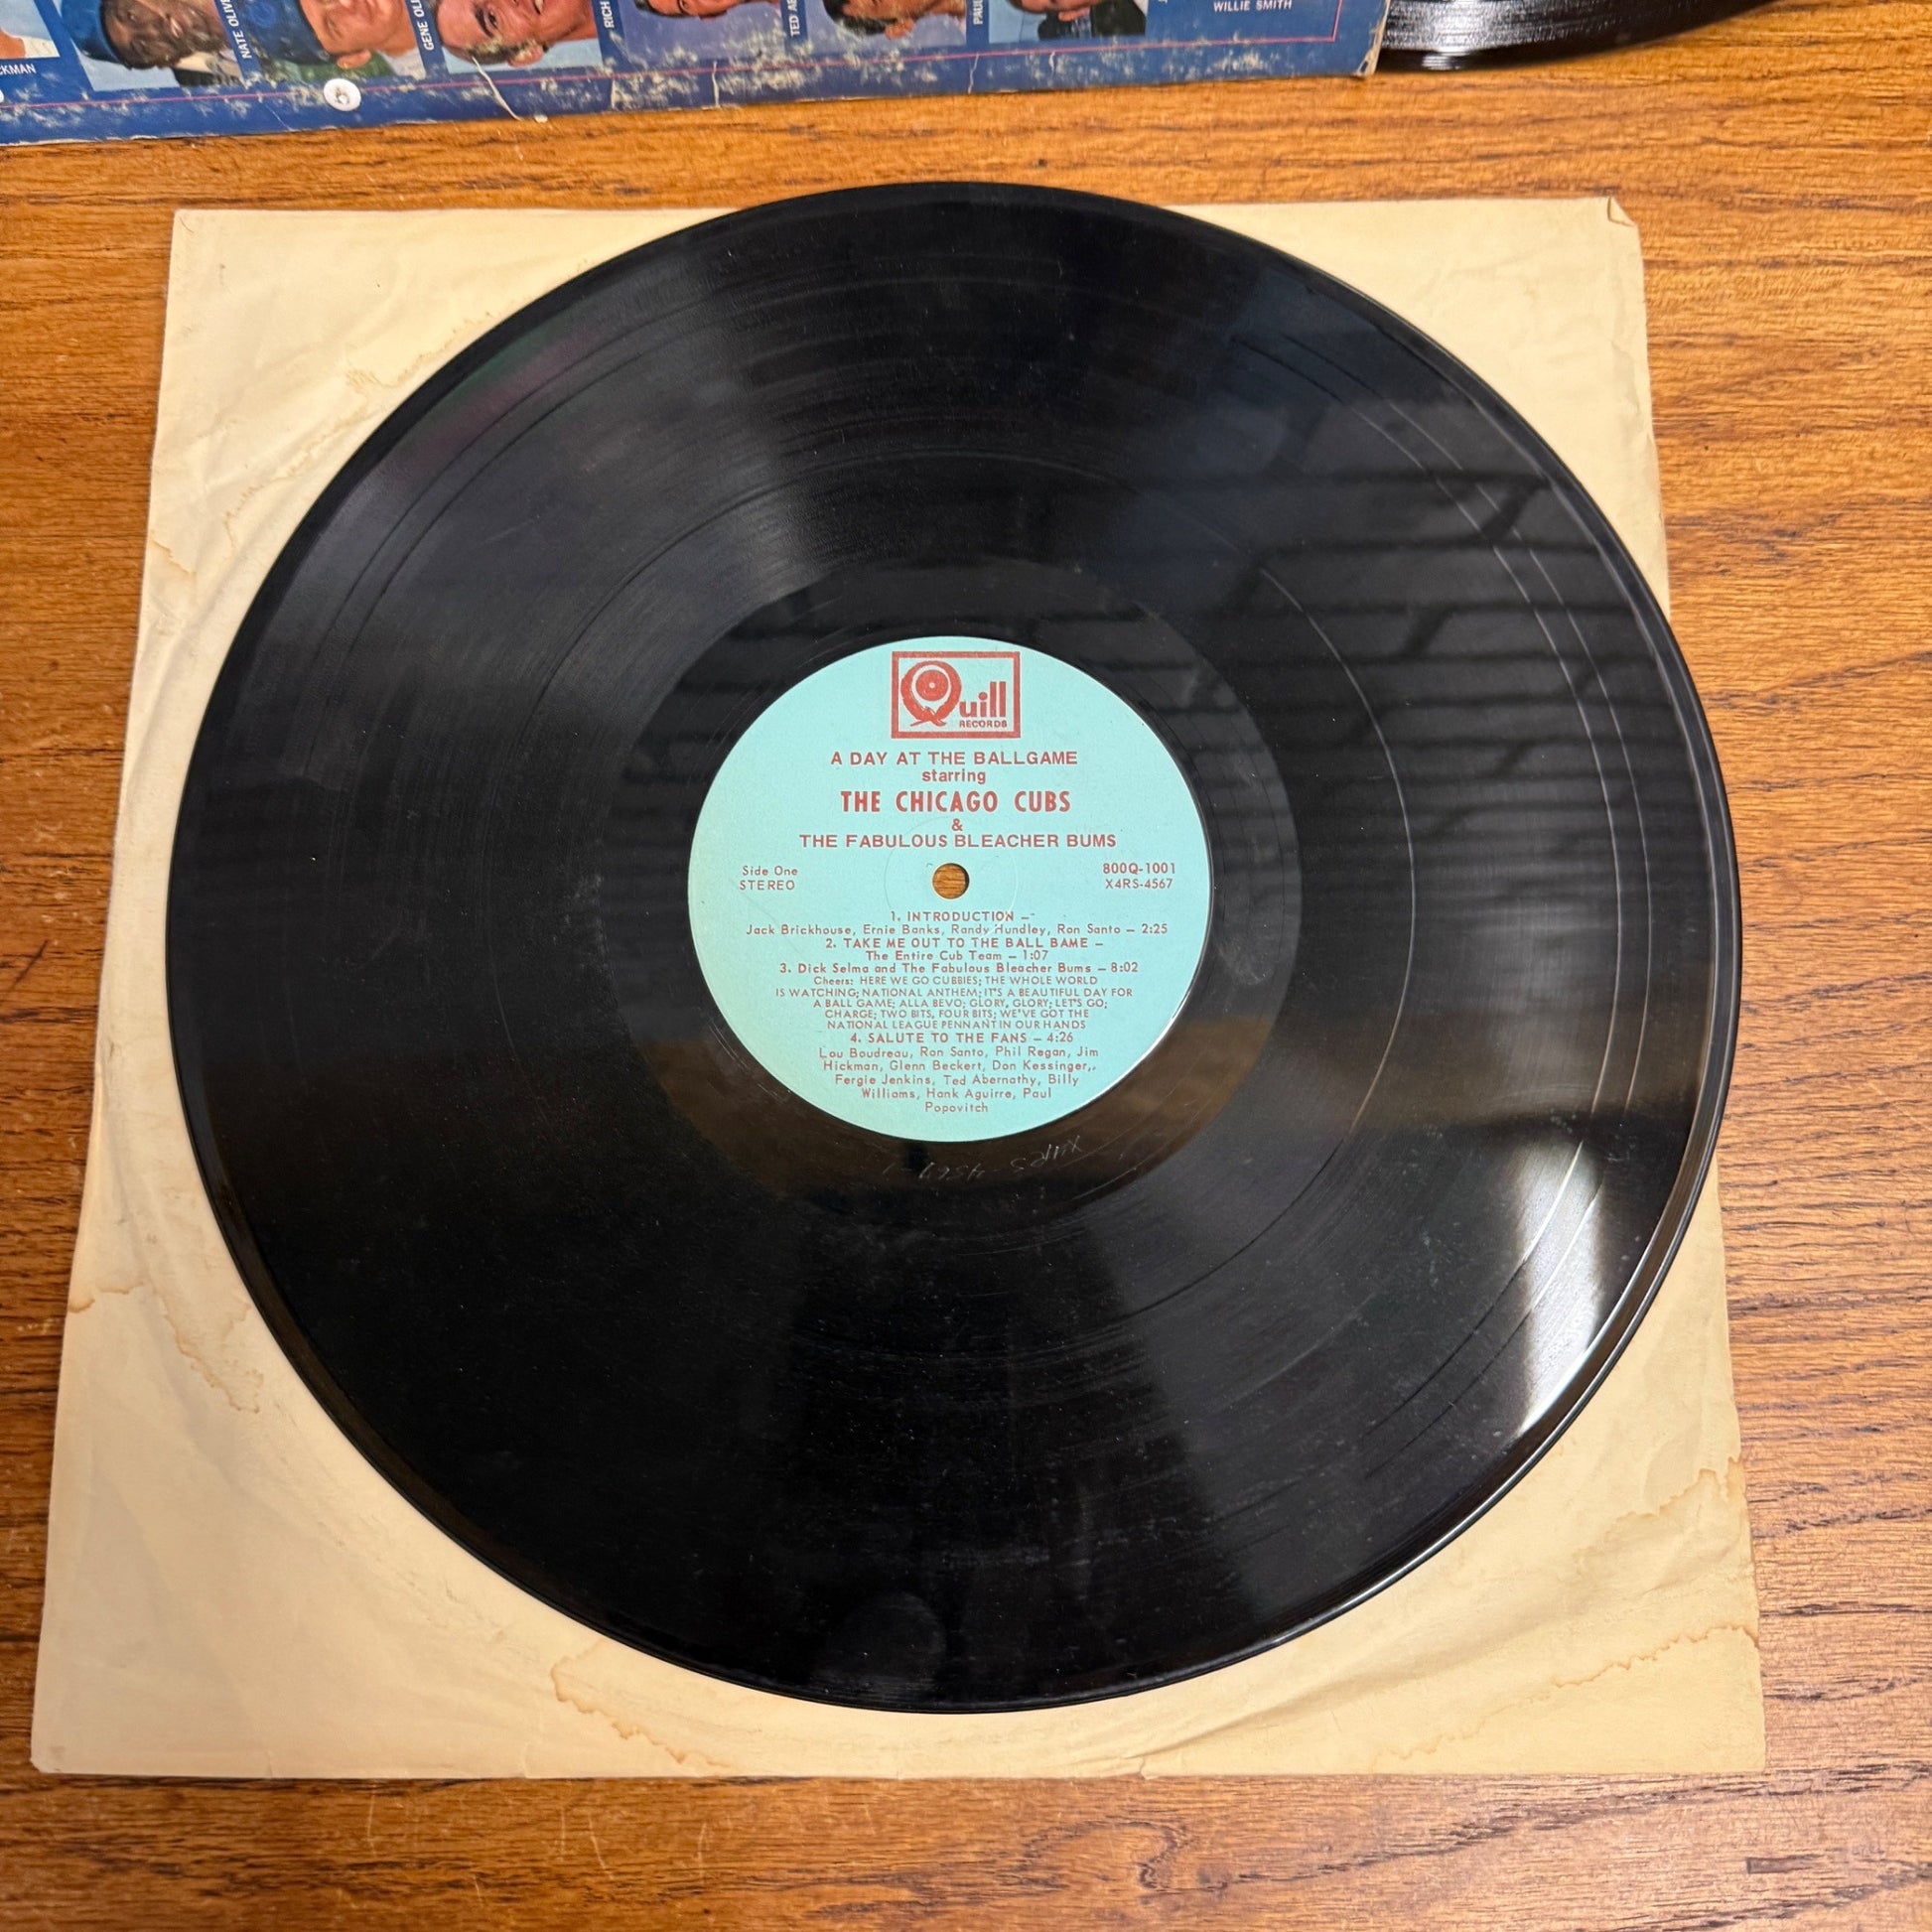 CKMAN
NATE OLIV
GENE OLI
RICH
TED AB
PAUL
WILLIE SMITH
Quill
RECORDS
A DAY AT THE BALLGAME
starring
THE CHICAGO CUBS
&
THE FABULOUS BLEACHER BUMS
Side One 800Q-1001
STEREO X4RS-4567
1. INTRODUCTION –
Jack Brickhouse, Ernie Banks, Randy Hundley, Ron Santo – 2:25
2. TAKE ME OUT TO THE BALL BAME –
The Entire Cub Team – 1:07
3. Dick Selma and The Fabulous Bleacher Bums – 8:02
Cheers: HERE WE GO CUBBIES; THE WHOLE WORLD
IS WATCHING; NATIONAL ANTHEM; IT'S A BEAUTIFUL DAY FOR
A BALL GAME; ALLA BEVO; GLORY, GLORY; LET'S GO;
CHARGE; TWO BITS, FOUR BITS; WE'VE GOT THE
NATIONAL LEAGUE PENNANT IN OUR HANDS
4. SALUTE TO THE FANS – 4:26
Lou Boudreau, Ron Santo, Phil Regan, Jim
Hickman, Glenn Beckert, Don Kessinger,.
Fergie Jenkins, Ted Abernathy, Billy
Williams, Hank Aguirre, Paul
Popovitch
X4RS-4567